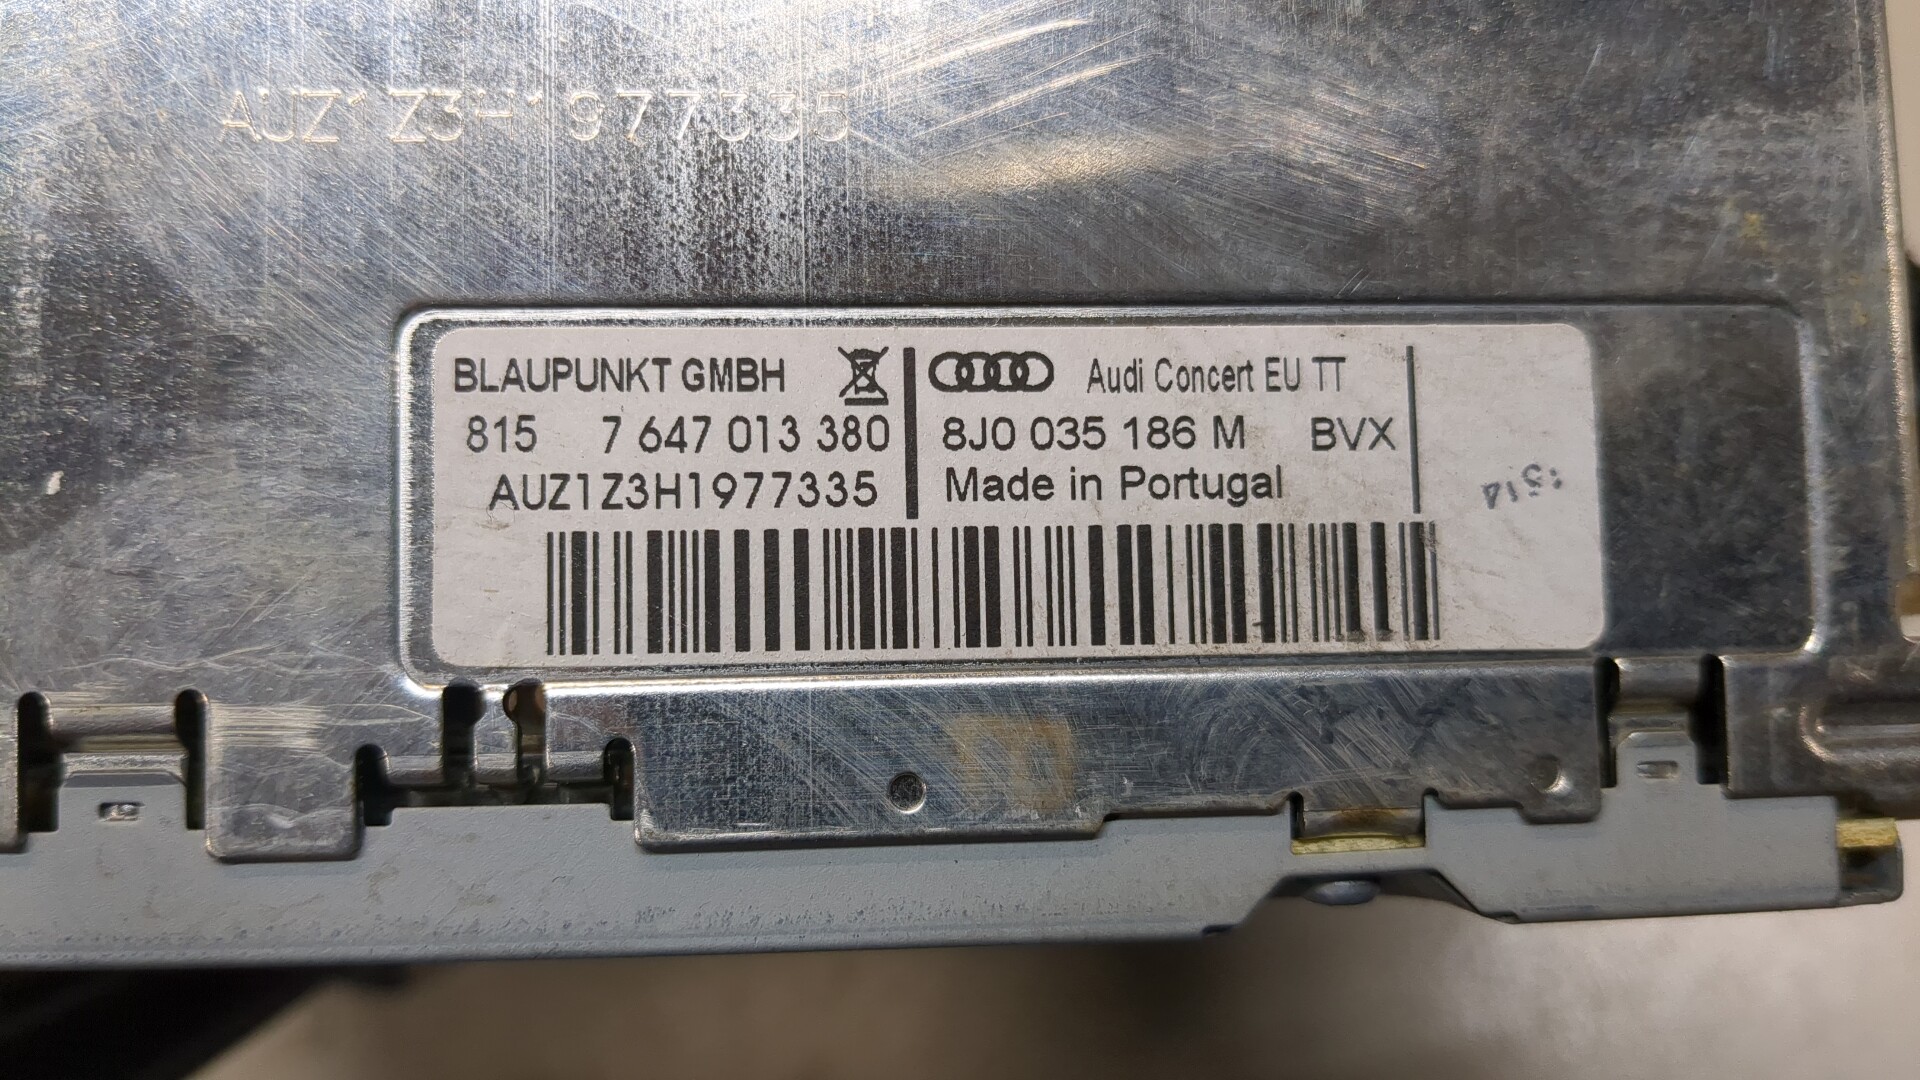 AUZ1Z3H1977335
BLAUPUNKT GMBH
815 7 647 013 380
AUZ1Z3H1977335
Audi Concert EU TT
8J0 035 186 M BVX
Made in Portugal